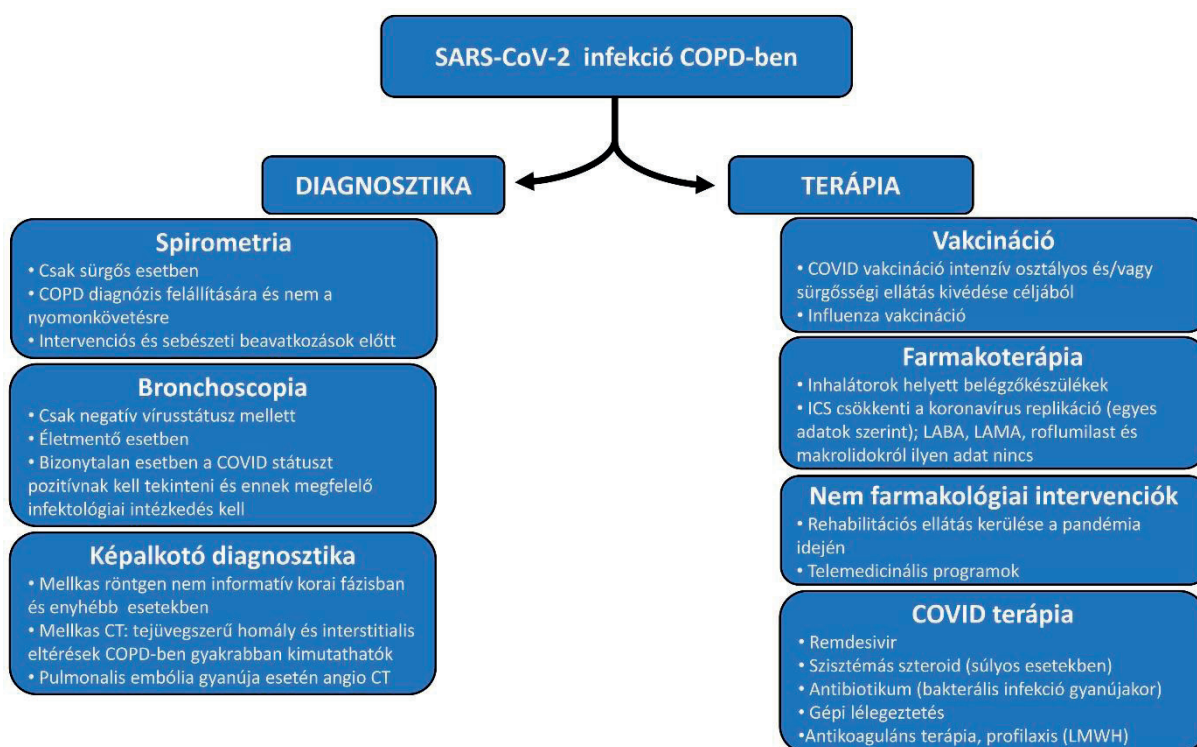 SARS-CoV-2 infekció COPD-ben
DIAGNOSZTIKA
Spirometria
• Csak sürgős esetben
• COPD diagnózis felállítására és nem a
nyomonkövetésre
• Intervenciós és sebészeti beavatkozások előtt
Bronchoscopia
• Csak negatív vírusstátusz mellett
• Életmentő esetben
• Bizonytalan esetben a COVID státuszt
pozitívnak kell tekinteni és ennek megfelelő
infektológiai intézkedés kell
Képalkotó diagnosztika
• Mellkas röntgen nem informatív korai fázisban
és enyhébb esetekben
• Mellkas CT: tejüvegszerű homály és interstitialis
eltérések COPD-ben gyakrabban kimutathatók
• Pulmonalis embólia gyanúja esetén angio CT
TERÁPIA
Vakcináció
• COVID vakcináció intenzív osztályos és/vagy
sürgősségi ellátás kivédése céljából
• Influenza vakcináció
Farmakoterápia
• Inhalátorok helyett belégzőkészülékek
• ICS csökkenti a koronavírus replikáció (egyes
adatok szerint); LABA, LAMA, roflumilast és
makrolidokról ilyen adat nincs
Nem farmakológiai intervenciók
• Rehabilitációs ellátás kerülése a pandémia
idején
• Telemedicinális programok
COVID terápia
• Remdesivir
• Szisztémás szteroid (súlyos esetekben)
• Antibiotikum (bakterális infekció gyanújakor)
• Gépi lélegeztetés
• Antikoaguláns terápia, profilaxis (LMWH)